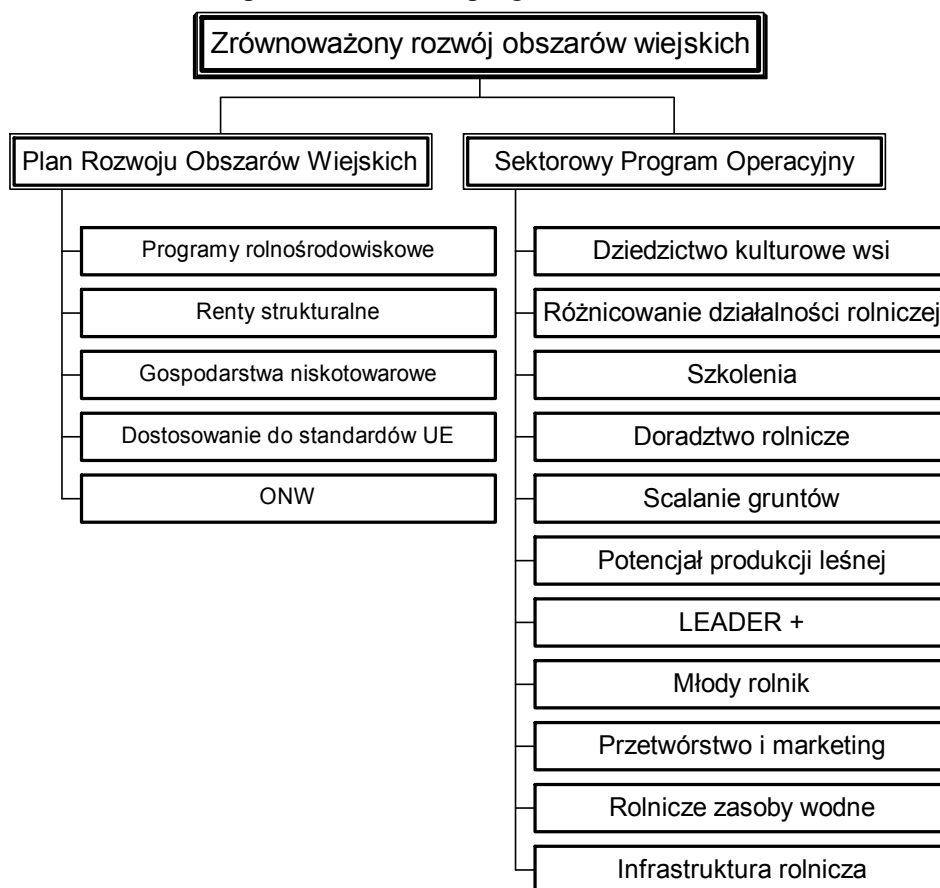 Zrównoważony rozwój obszarów wiejskich
Plan Rozwoju Obszarów Wiejskich
Sektorowy Program Operacyjny
Programy rolnośrodowiskowe
Renty strukturalne
Gospodarstwa niskotowarowe
Dostosowanie do standardów UE
ONW
Dziedzictwo kulturowe wsi
Różnicowanie działalności rolniczej
Szkolenia
Doradztwo rolnicze
Scalanie gruntów
Potencjał produkcji leśnej
LEADER +
Młody rolnik
Przetwórstwo i marketing
Rolnicze zasoby wodne
Infrastruktura rolnicza